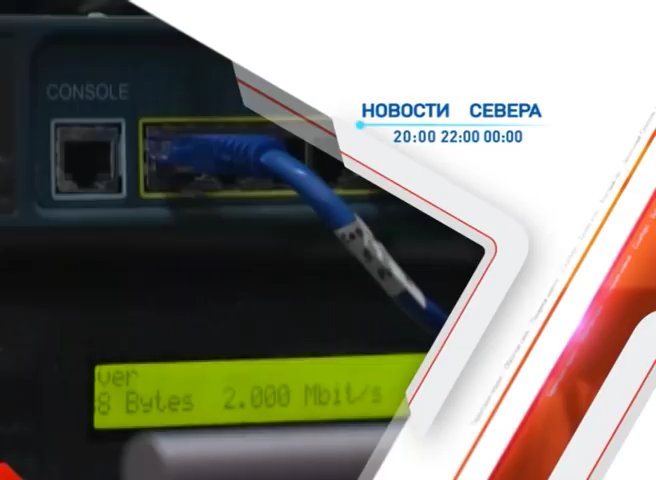 CONSOLE
НОВОСТИ СЕВЕРА
20:00 22:00 00:00
ver
8 Bytes 2.000 Mbit/s